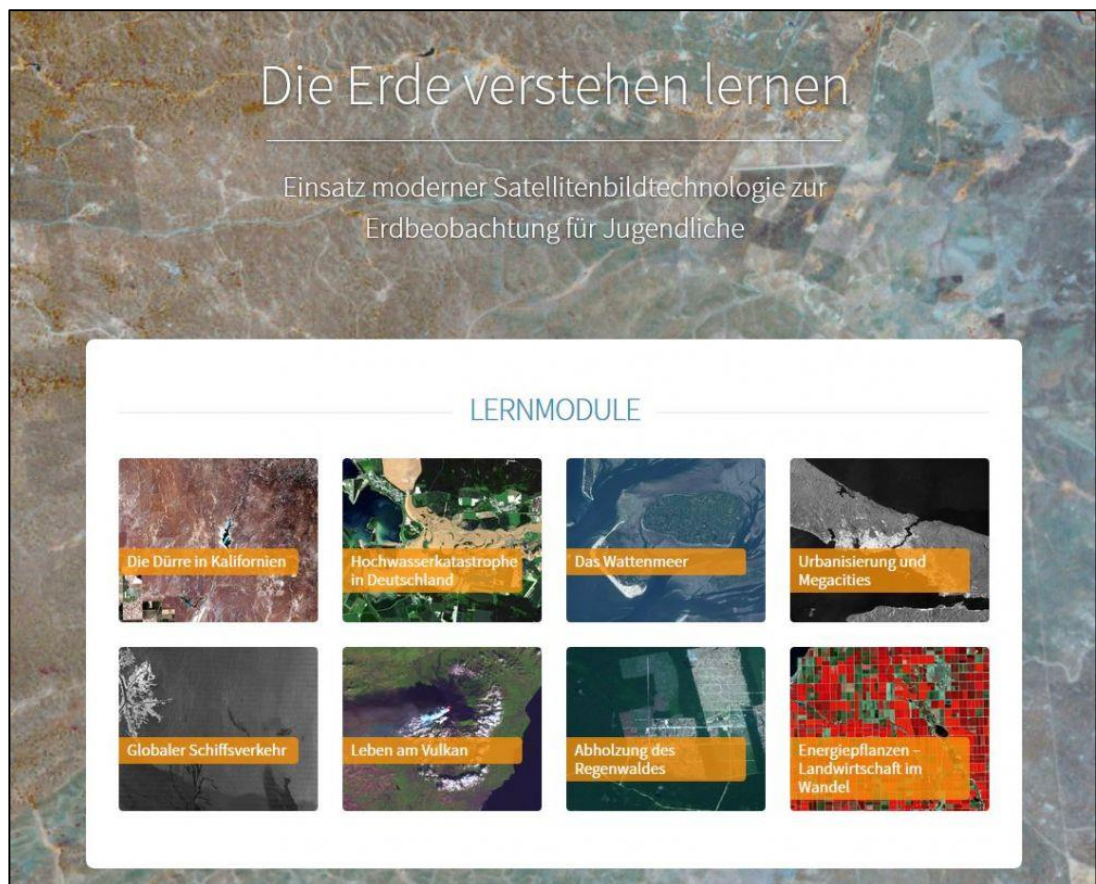 Die Erde verstehen lernen
Einsatz moderner Satellitenbildtechnologie zur
Erdbeobachtung für Jugendliche
LERNMODULE
Die Dürre in Kalifornien
Hochwasserkatastrophe
in Deutschland
Das Wattenmeer
Urbanisierung und
Megacities
Globaler Schiffsverkehr
Leben am Vulkan
Abholzung des
Regenwaldes
Energiepflanzen –
Landwirtschaft im
Wandel